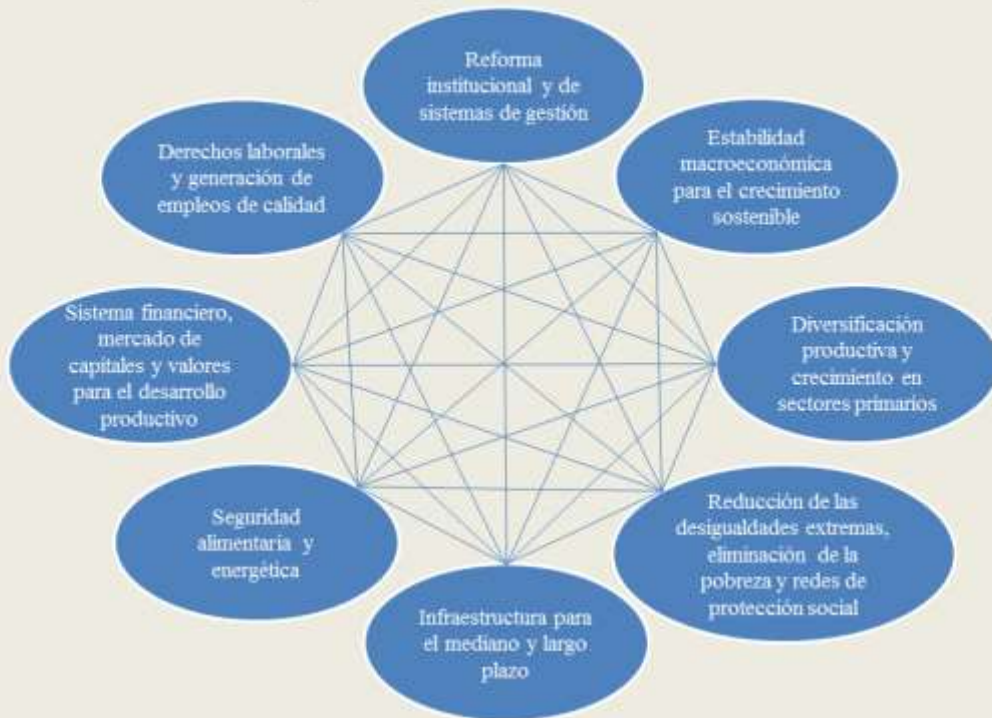 Reforma
institucional y de
sistemas de gestión
Estabilidad
macroeconómica
para el crecimiento
sostenible
Diversificación
productiva y
crecimiento en
sectores primarios
Reducción de las
desigualdades extremas,
eliminación de la
pobreza y redes de
protección social
Infraestructura para
el mediano y largo
plazo
Seguridad
alimentaria y
energética
Sistema financiero,
mercado de
capitales y valores
para el desarrollo
productivo
Derechos laborales
y generación de
empleos de calidad